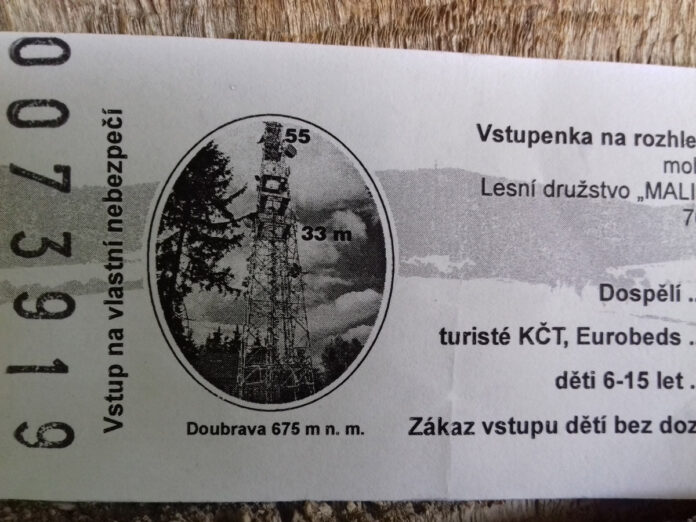 0073919
Vstup na vlastní nebezpečí
55
33 m
Doubrava 675 m n. m.
Vstupenka na rozhle
mo
Lesní družstvo „MALI
7
Dospělí ..
turisté KČT, Eurobeds ..
děti 6-15 let .
Zákaz vstupu dětí bez doz